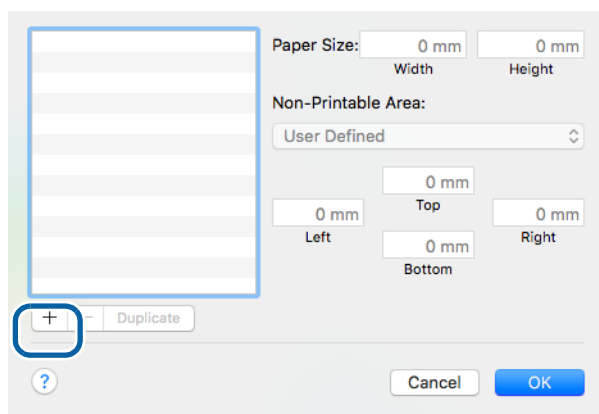 Paper Size: 0 mm 0 mm
Width Height
Non-Printable Area:
User Defined
0 mm
Top
0 mm 0 mm
Left Right
0 mm
Bottom
+ − Duplicate
? Cancel OK